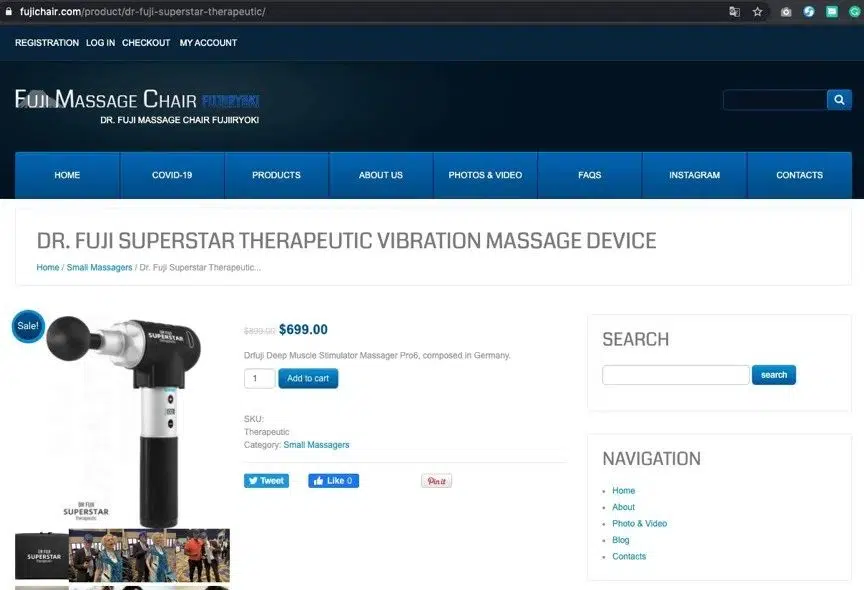 fujichair.com/product/dr-fuji-superstar-therapeutic/
REGISTRATION LOG IN CHECKOUT MY ACCOUNT
FUJI MASSAGE CHAIR FUJIIRYOKI
DR. FUJI MASSAGE CHAIR FUJIIRYOKI
HOME COVID-19 PRODUCTS ABOUT US PHOTOS & VIDEO FAQS INSTAGRAM CONTACTS
DR. FUJI SUPERSTAR THERAPEUTIC VIBRATION MASSAGE DEVICE
Home / Small Massagers / Dr. Fuji Superstar Therapeutic...
Sale!
DR FUJI
SUPERSTAR
therapeutic
$899.00 $699.00
Drfuji Deep Muscle Stimulator Massager Pro6, composed in Germany.
1 Add to cart
SKU:
Therapeutic
Category: Small Massagers
Tweet Like 0 Pin it
DR FUJI
SUPERSTAR
therapeutic
DR FUJI
SUPERSTAR
SEARCH
search
NAVIGATION
Home
About
Photo & Video
Blog
Contacts